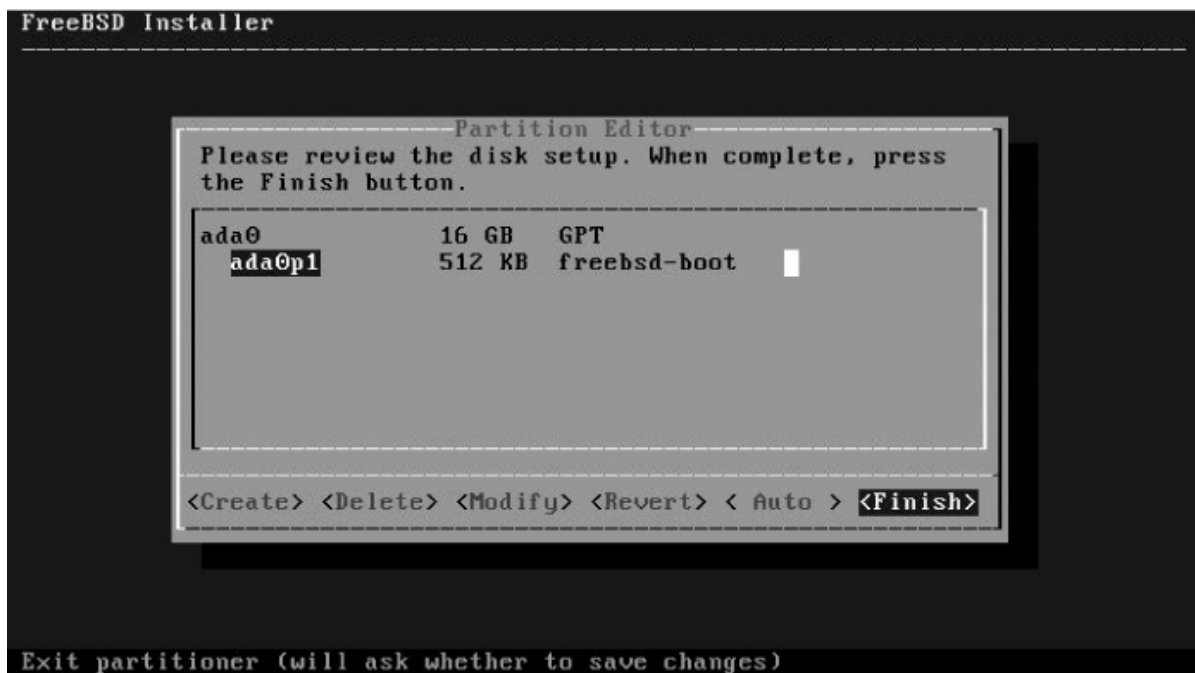 FreeBSD Installer
Partition Editor
Please review the disk setup. When complete, press
the Finish button.
ada0 16 GB GPT
ada0p1 512 KB freebsd-boot
<Create> <Delete> <Modify> <Revert> < Auto > <Finish>
Exit partitioner (will ask whether to save changes)